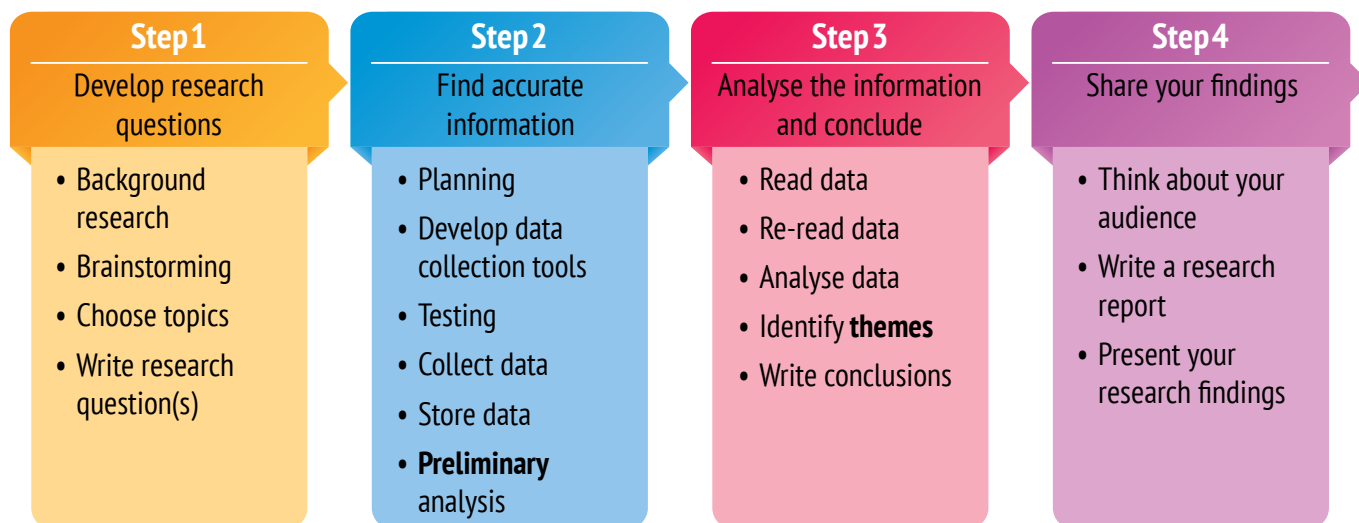 Step 1
Develop research
questions
• Background
research
• Brainstorming
• Choose topics
• Write research
question(s)
Step 2
Find accurate
information
• Planning
• Develop data
collection tools
• Testing
• Collect data
• Store data
• Preliminary
analysis
Step 3
Analyse the information
and conclude
• Read data
• Re-read data
• Analyse data
• Identify themes
• Write conclusions
Step 4
Share your findings
• Think about your
audience
• Write a research
report
• Present your
research findings